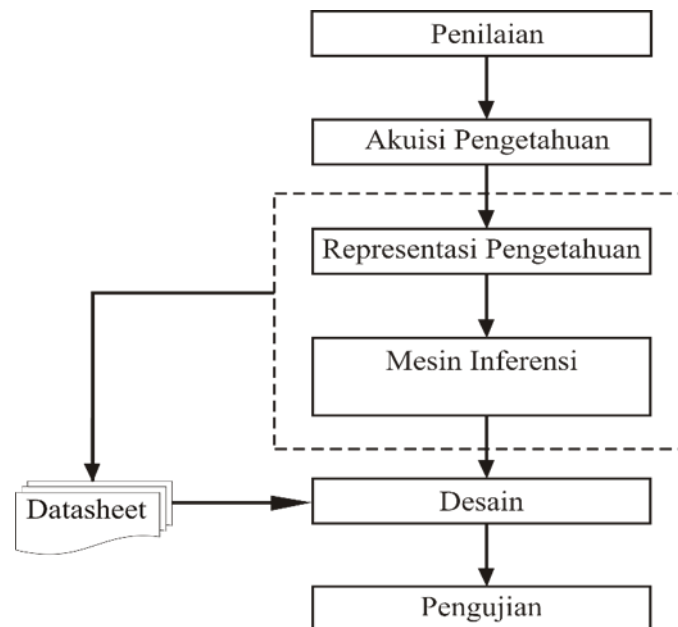 Penilaian
Akuisi Pengetahuan
Representasi Pengetahuan
Mesin Inferensi
Datasheet
Desain
Pengujian